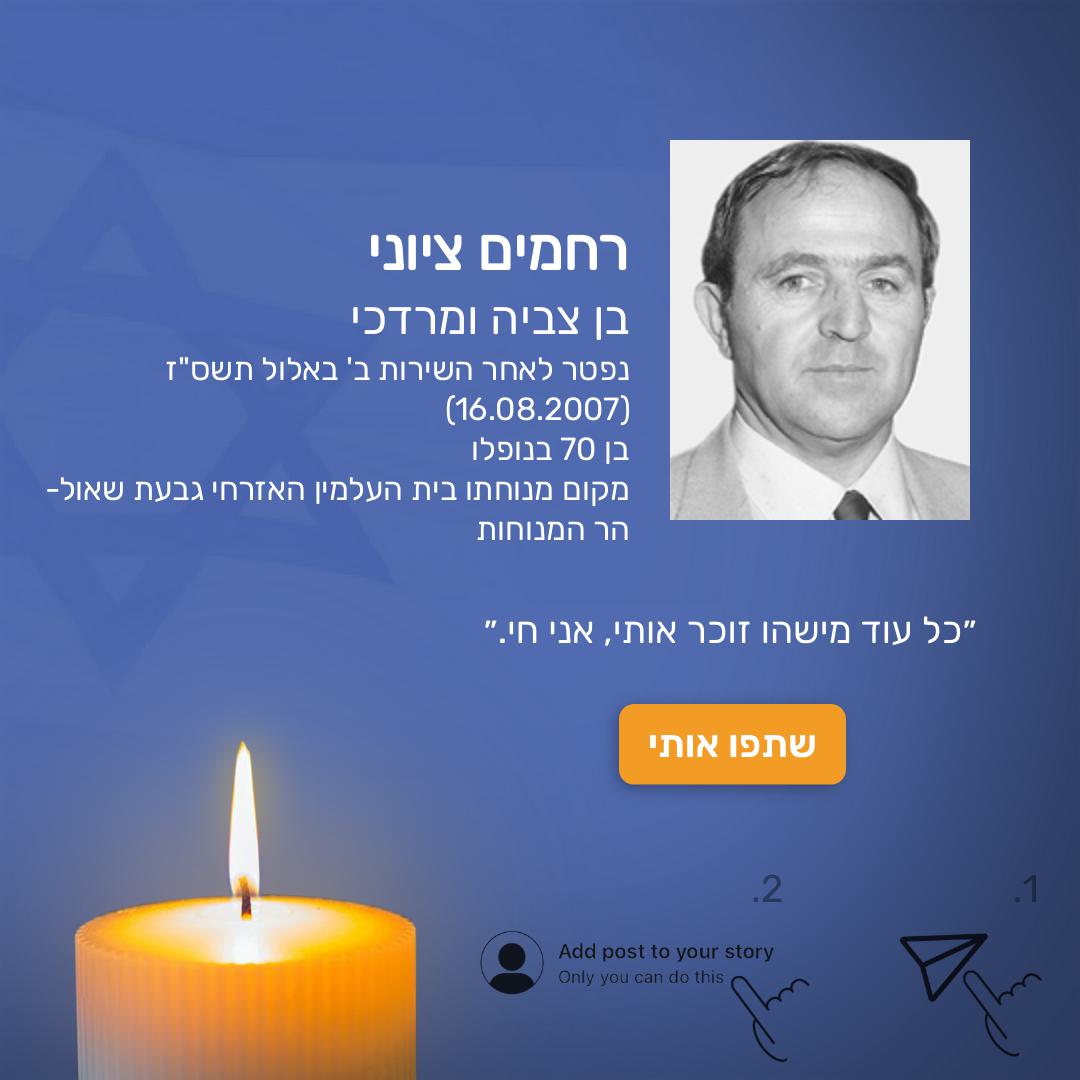 רחמים ציוני
בן צביה ומרדכי
נפטר לאחר השירות ב' באלול תשס"ז
(16.08.2007)
בן 70 בנופלו
מקום מנוחתו בית העלמין האזרחי גבעת שאול-
הר המנוחות
״כל עוד מישהו זוכר אותי, אני חי.״
שתפו אותי
1.
2.
Add post to your story
Only you can do this